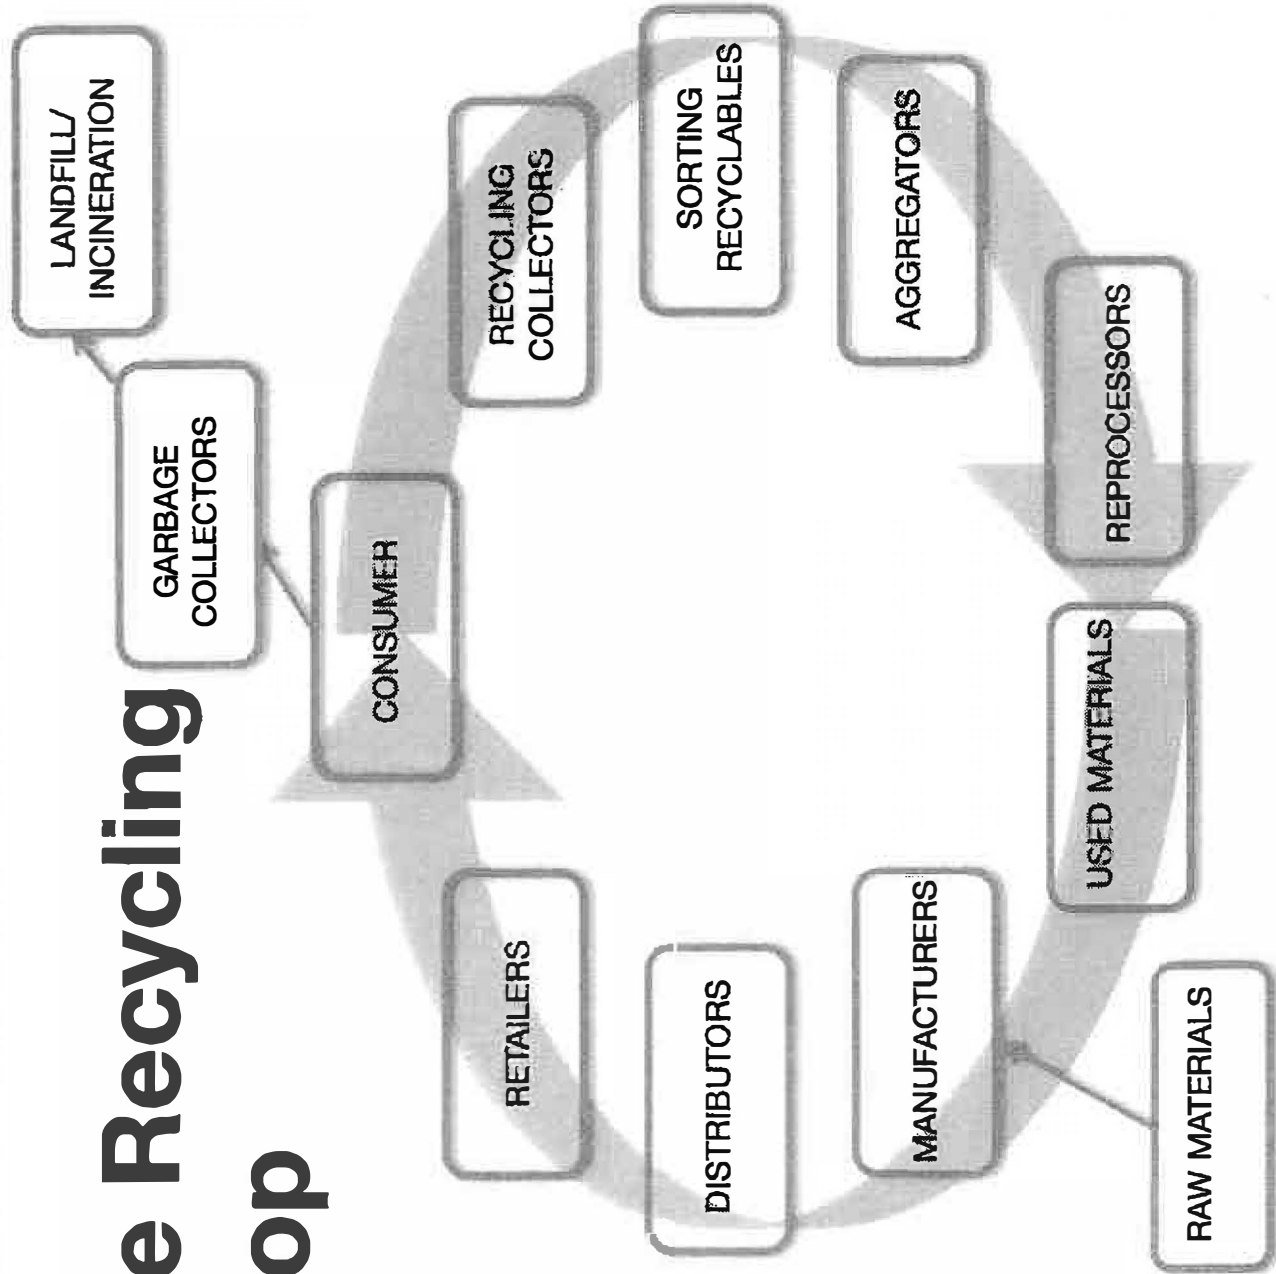 e Recycling
op
LANDFILL/
INCINERATION
GARBAGE
COLLECTORS
CONSUMER
RETAILERS
RECYCLING
COLLECTORS
DISTRIBUTORS
SORTING
RECYCLABLES
MANUFACTURERS
AGGREGATORS
USED MATERIALS
REPROCESSORS
RAW MATERIALS